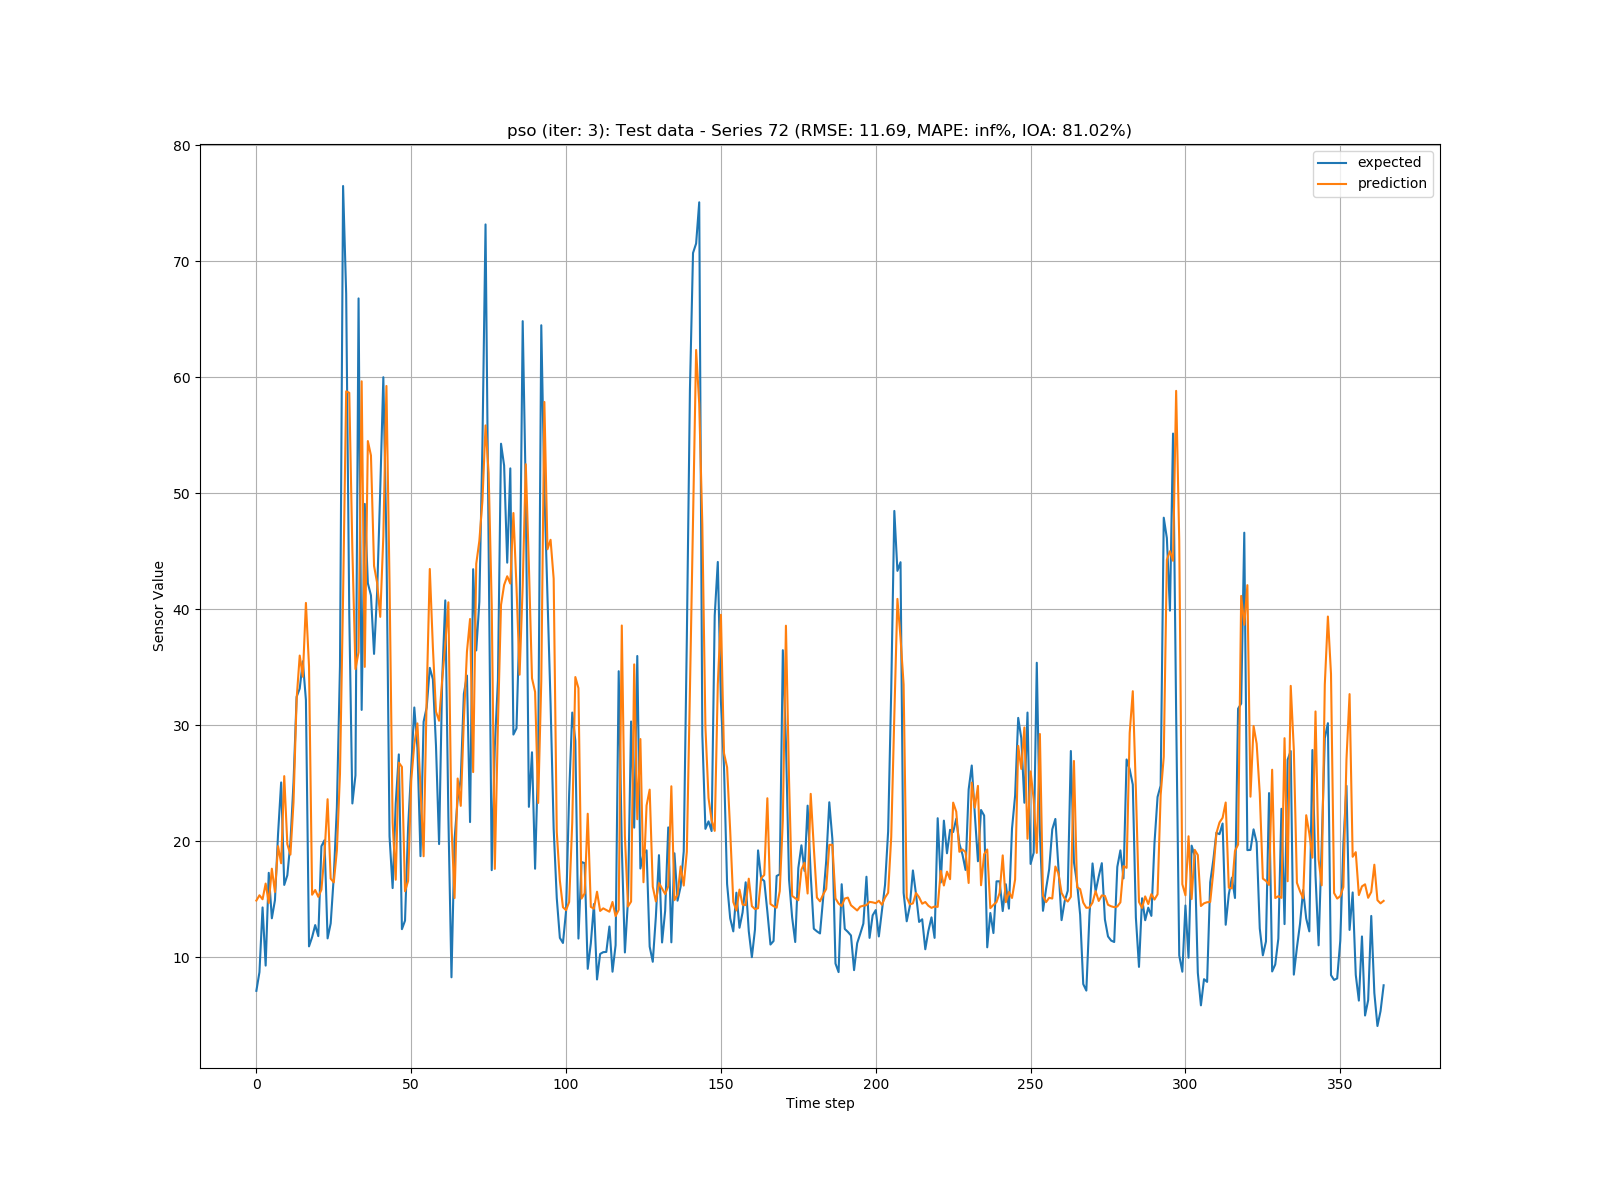 pso (iter: 3): Test data - Series 72 (RMSE: 11.69, MAPE: inf%, IOA: 81.02%)
expected
prediction
Sensor Value
80
70
60
50
40
30
20
10
0 50 100 150 200 250 300 350
Time step